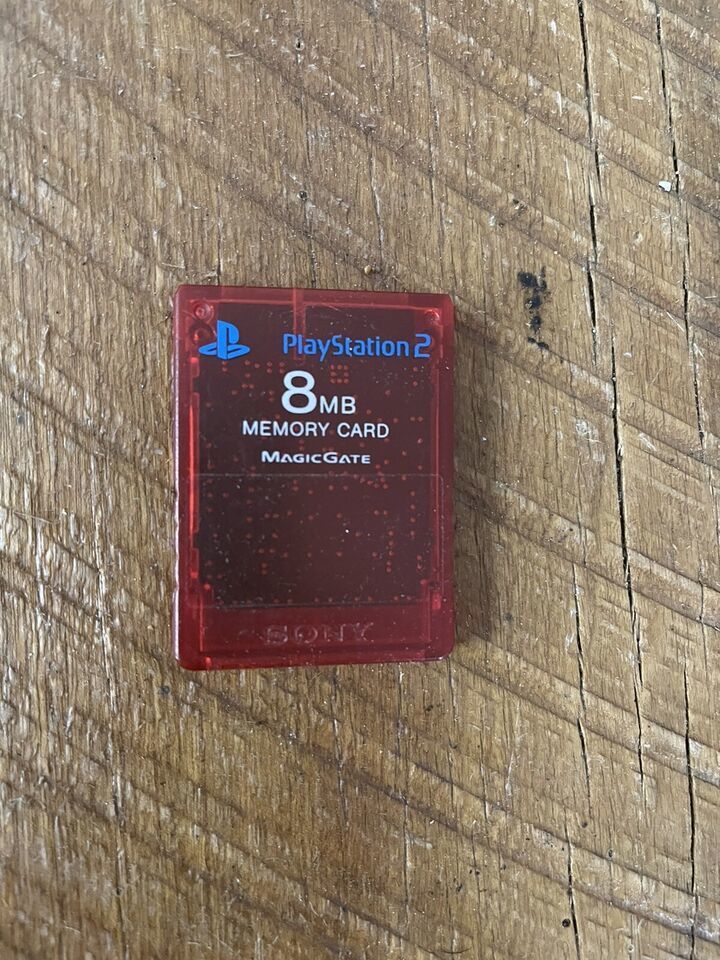 PlayStation 2
8MB
MEMORY CARD
MAGICGATE
SONY